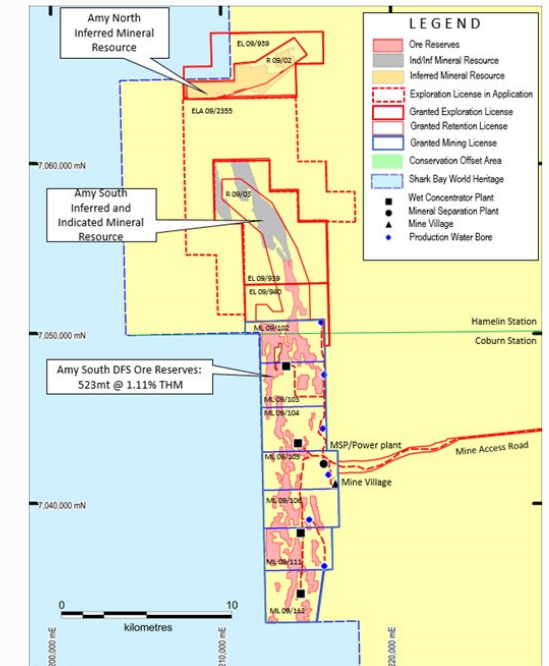 Amy North
Inferred Mineral
Resource
EL 09/939
R 09/02
ELA 09/2355
LEGEND
Ore Reserves
Ind/Inf Mineral Resource
Inferred Mineral Resource
Exploration License in Application
Granted Exploration License
Granted Retention License
Granted Mining License
Conservation Offset Area
Shark Bay World Heritage
Wet Concentrator Plant
Mineral Separation Plant
Mine Village
Production Water Bore
7,060,000 mN
Amy South
Inferred and
Indicated Mineral
Resource
R 09/03
EL 09/939
EL 09/940
ML 09/102
Hamelin Station
7,050,000mN
Coburn Station
Amy South DFS Ore Reserves:
523mt @ 1.11% THM
ML 09/103
ML 09/104
MSP/Power plant
Mine Access Road
ML 09/105
Mine Village
ML 09/106
7,040,000mN
ML 09/111
ML 09/112
0
10
kilometres
200,000 mE
210,000 mE
220,000 mE